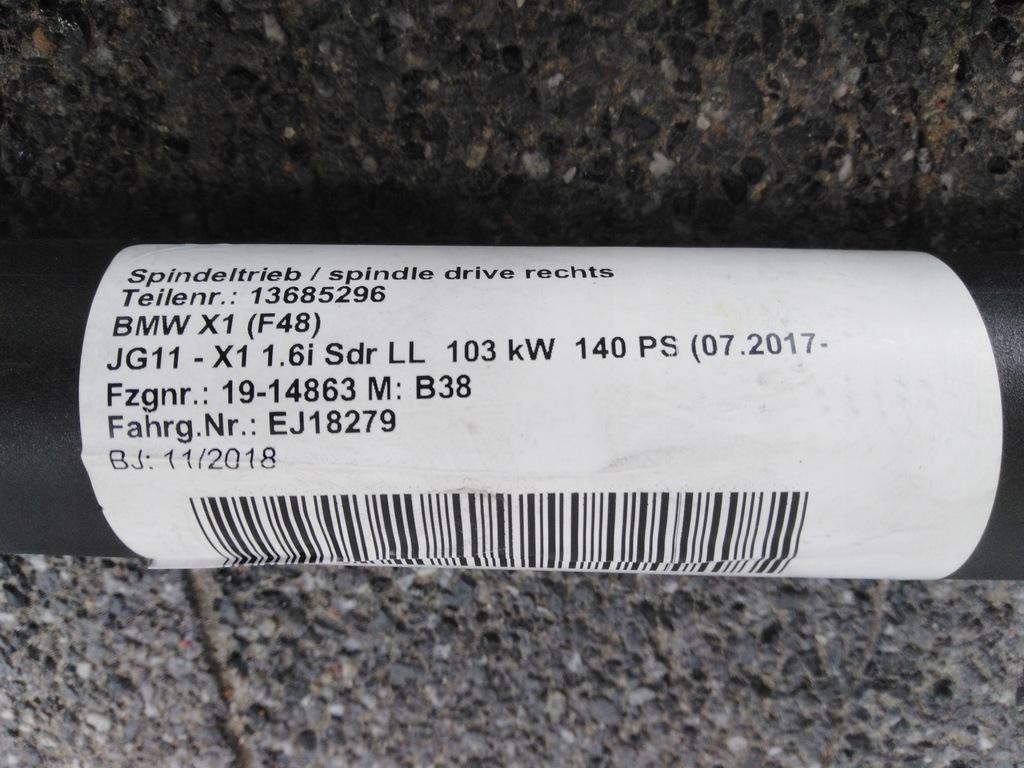 Spindeltrieb / spindle drive rechts
Teilenr.: 13685296
BMW X1 (F48)
JG11 - X1 1.6i Sdr LL 103 kW 140 PS (07.2017-
Fzgnr.: 19-14863 M: B38
Fahrg.Nr.: EJ18279
BJ: 11/2018